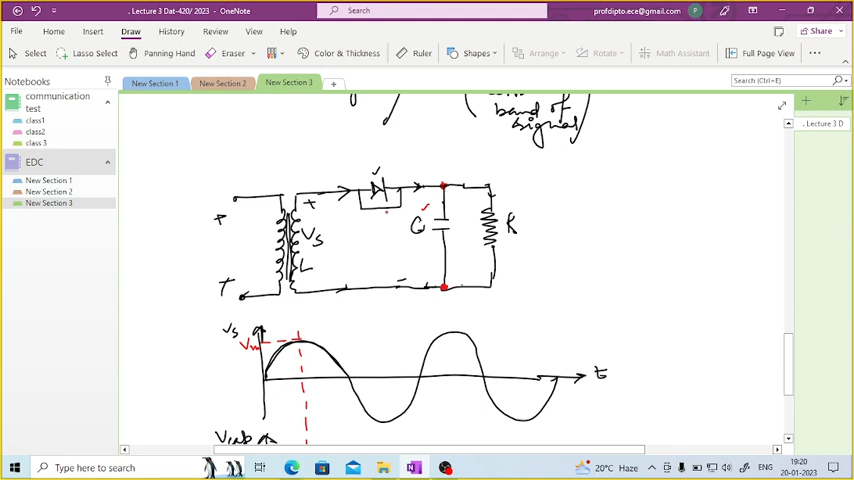 . Lecture 3 Dat-420/ 2023 - OneNote
Search
profdipto.ece@gmail.com
P
File
Home
Insert
Draw
History
Review
View
Help
Share
Select
Lasso Select
Panning Hand
Eraser
Color & Thickness
Ruler
Shapes
Arrange
Rotate
Math Assistant
Full Page View
Notebooks
New Section 1
New Section 2
New Section 3
Search (Ctrl+E)
communication
test
class1
class2
class 3
EDC
New Section 1
New Section 2
New Section 3
. Lecture 3 D
band of
signal
+
Vs
C
R
L
Vs
Vm
t
Type here to search
20°C Haze
ENG
19:20
20-01-2023